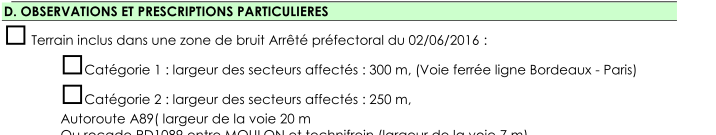 D. OBSERVATIONS ET PRESCRIPTIONS PARTICULIERES
Terrain inclus dans une zone de bruit Arrêté préfectoral du 02/06/2016 :
Catégorie 1 : largeur des secteurs affectés : 300 m, (Voie ferrée ligne Bordeaux - Paris)
Catégorie 2 : largeur des secteurs affectés : 250 m,
Autoroute A89( largeur de la voie 20 m
Ou rocade RD1089 entre MOULON et technifrein (largeur de la voie 7 m)